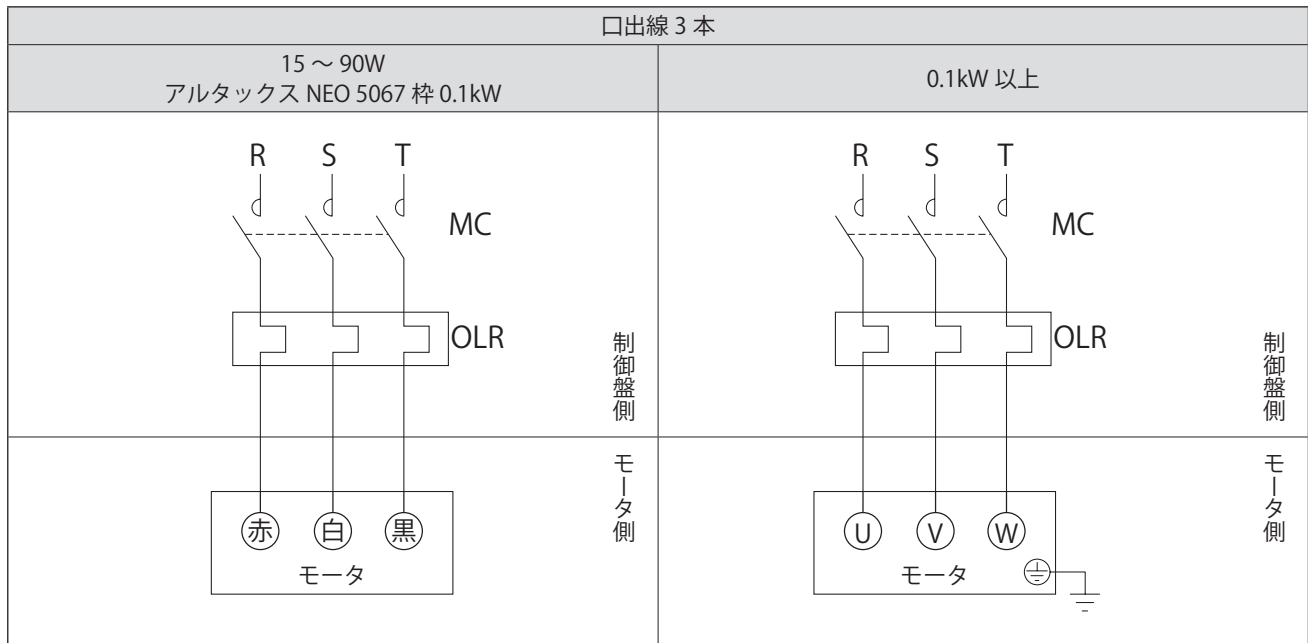 口出線 3 本
15 ~ 90W
アルタックス NEO 5067 枠 0.1kW
0.1kW 以上
R S T
MC
OLR
制御盤側
モータ側
赤 白 黒
モータ
R S T
MC
OLR
制御盤側
モータ側
U V W
モータ